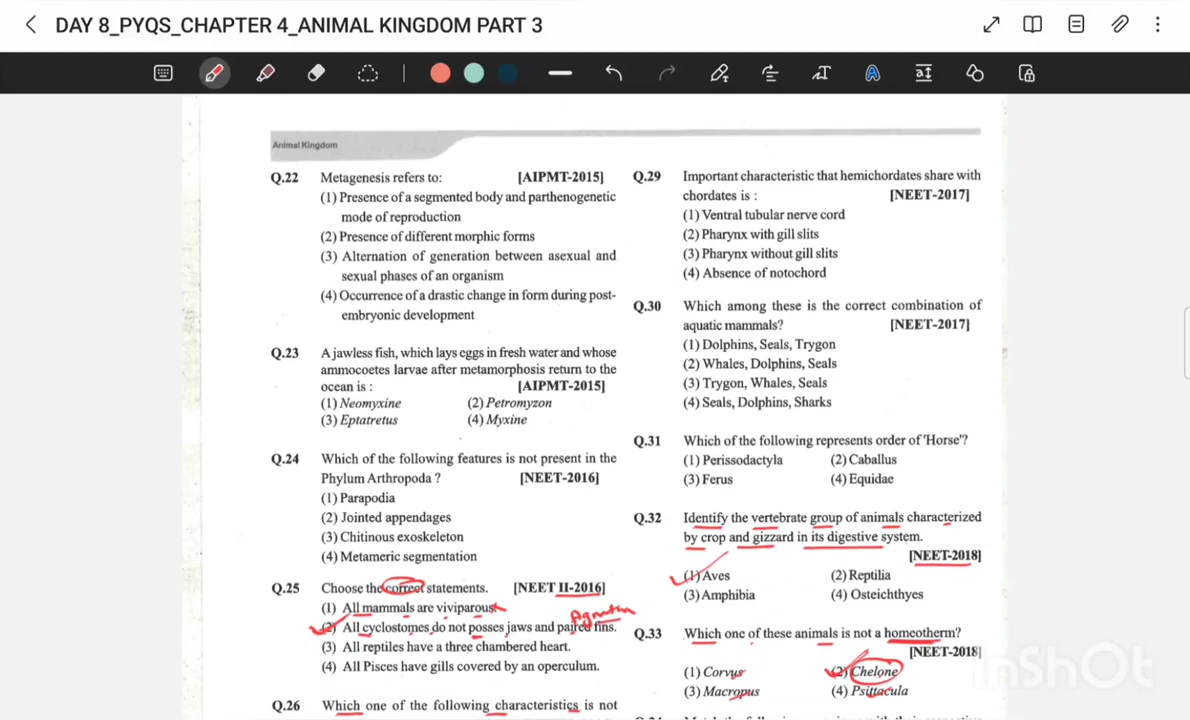 DAY 8_PYQS_CHAPTER 4_ANIMAL KINGDOM PART 3
Animal Kingdom
Q.22 Metagenesis refers to: [AIPMT-2015]
(1) Presence of a segmented body and parthenogenetic
mode of reproduction
(2) Presence of different morphic forms
(3) Alternation of generation between asexual and
sexual phases of an organism
(4) Occurrence of a drastic change in form during post-
embryonic development
Q.23 A jawless fish, which lays eggs in fresh water and whose
ammocoetes larvae after metamorphosis return to the
ocean is : [AIPMT-2015]
(1) Neomyxine (2) Petromyzon
(3) Eptatretus (4) Myxine
Q.24 Which of the following features is not present in the
Phylum Arthropoda ? [NEET-2016]
(1) Parapodia
(2) Jointed appendages
(3) Chitinous exoskeleton
(4) Metameric segmentation
Q.25 Choose the correct statements. [NEET II-2016]
(1) All mammals are viviparous
Agnatha
(2) All cyclostomes do not posses jaws and paired fins.
(3) All reptiles have a three chambered heart.
(4) All Pisces have gills covered by an operculum.
Q.26 Which one of the following characteristics is not
Q.29 Important characteristic that hemichordates share with
chordates is : [NEET-2017]
(1) Ventral tubular nerve cord
(2) Pharynx with gill slits
(3) Pharynx without gill slits
(4) Absence of notochord
Q.30 Which among these is the correct combination of
aquatic mammals? [NEET-2017]
(1) Dolphins, Seals, Trygon
(2) Whales, Dolphins, Seals
(3) Trygon, Whales, Seals
(4) Seals, Dolphins, Sharks
Q.31 Which of the following represents order of 'Horse'?
(1) Perissodactyla (2) Caballus
(3) Ferus (4) Equidae
Q.32 Identify the vertebrate group of animals characterized
by crop and gizzard in its digestive system.
[NEET-2018]
(1) Aves (2) Reptilia
(3) Amphibia (4) Osteichthyes
Q.33 Which one of these animals is not a homeotherm?
[NEET-2018]
(1) Corvus (2) Chelone
(3) Macropus (4) Psittacula
InShOt